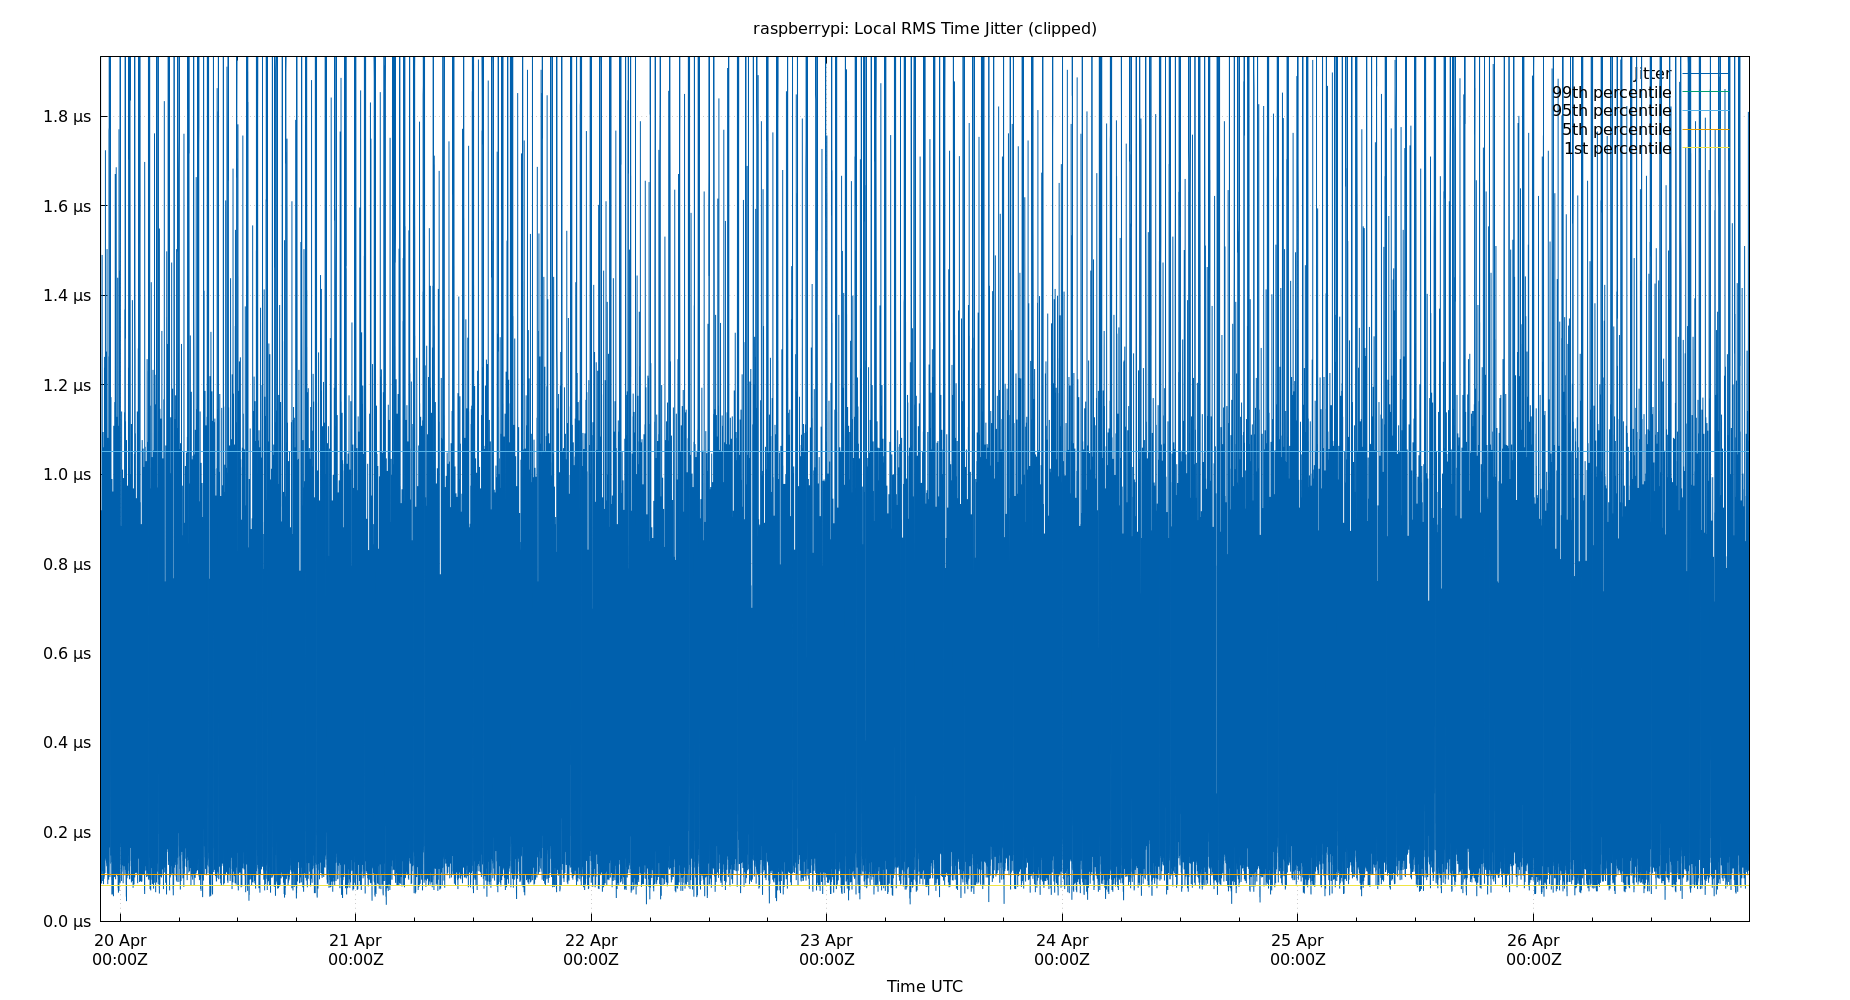 raspberrypi: Local RMS Time Jitter (clipped)
jitter
99th percentile
95th percentile
5th percentile
1st percentile
1.8 µs
1.6 µs
1.4 µs
1.2 µs
1.0 µs
0.8 µs
0.6 µs
0.4 µs
0.2 µs
0.0 µs
20 Apr 21 Apr 22 Apr 23 Apr 24 Apr 25 Apr 26 Apr
00:00Z 00:00Z 00:00Z 00:00Z 00:00Z 00:00Z 00:00Z
Time UTC